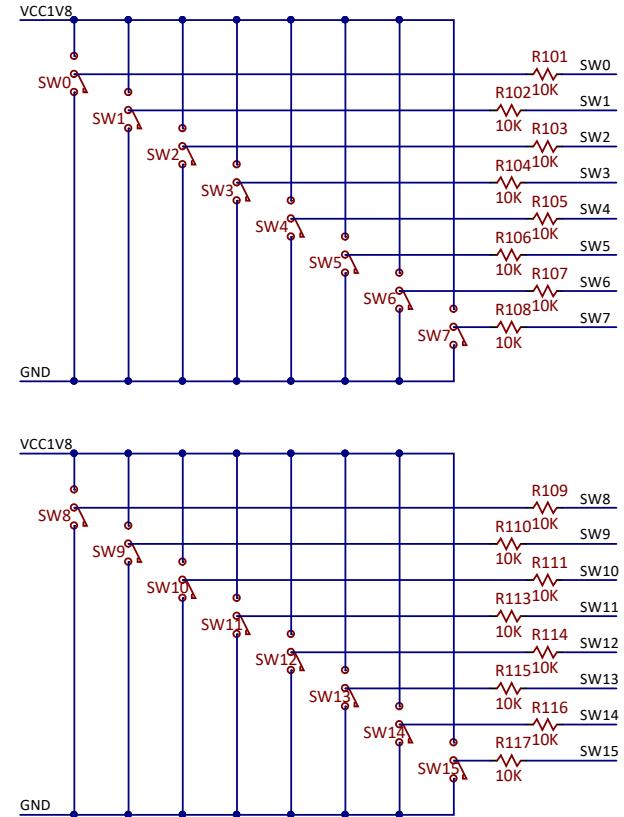 VCC1V8
R101
SW0
SW0
10K
R102
SW1
SW1
10K
R103
SW2
SW2
10K
R104
SW3
SW3
10K
R105
SW4
SW4
10K
R106
SW5
SW5
10K
R107
SW6
SW6
10K
R108
SW7
SW7
10K
GND
VCC1V8
R109
SW8
SW8
10K
R110
SW9
SW9
10K
R111
SW10
SW10
10K
R113
SW11
SW11
10K
R114
SW12
SW12
10K
R115
SW13
SW13
10K
R116
SW14
SW14
10K
R117
SW15
SW15
10K
GND